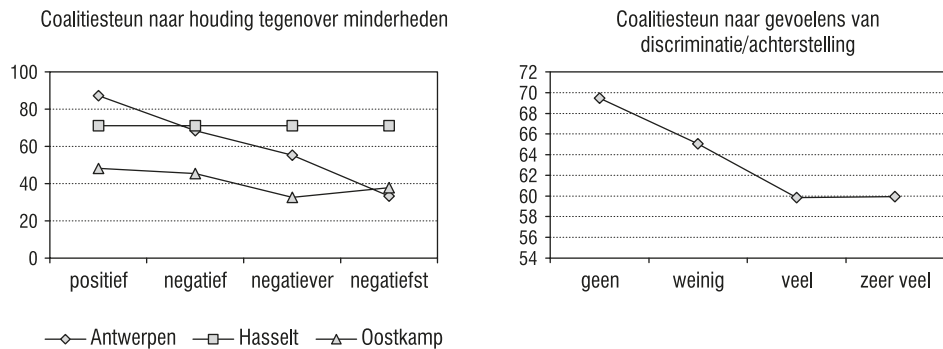 Coalitiesteun naar houding tegenover minderheden
100
80
60
40
20
0
positief negatief negatiever negatiefst
Antwerpen Hasselt Oostkamp
Coalitiesteun naar gevoelens van
discriminatie/achterstelling
72
70
68
66
64
62
60
58
56
54
geen weinig veel zeer veel